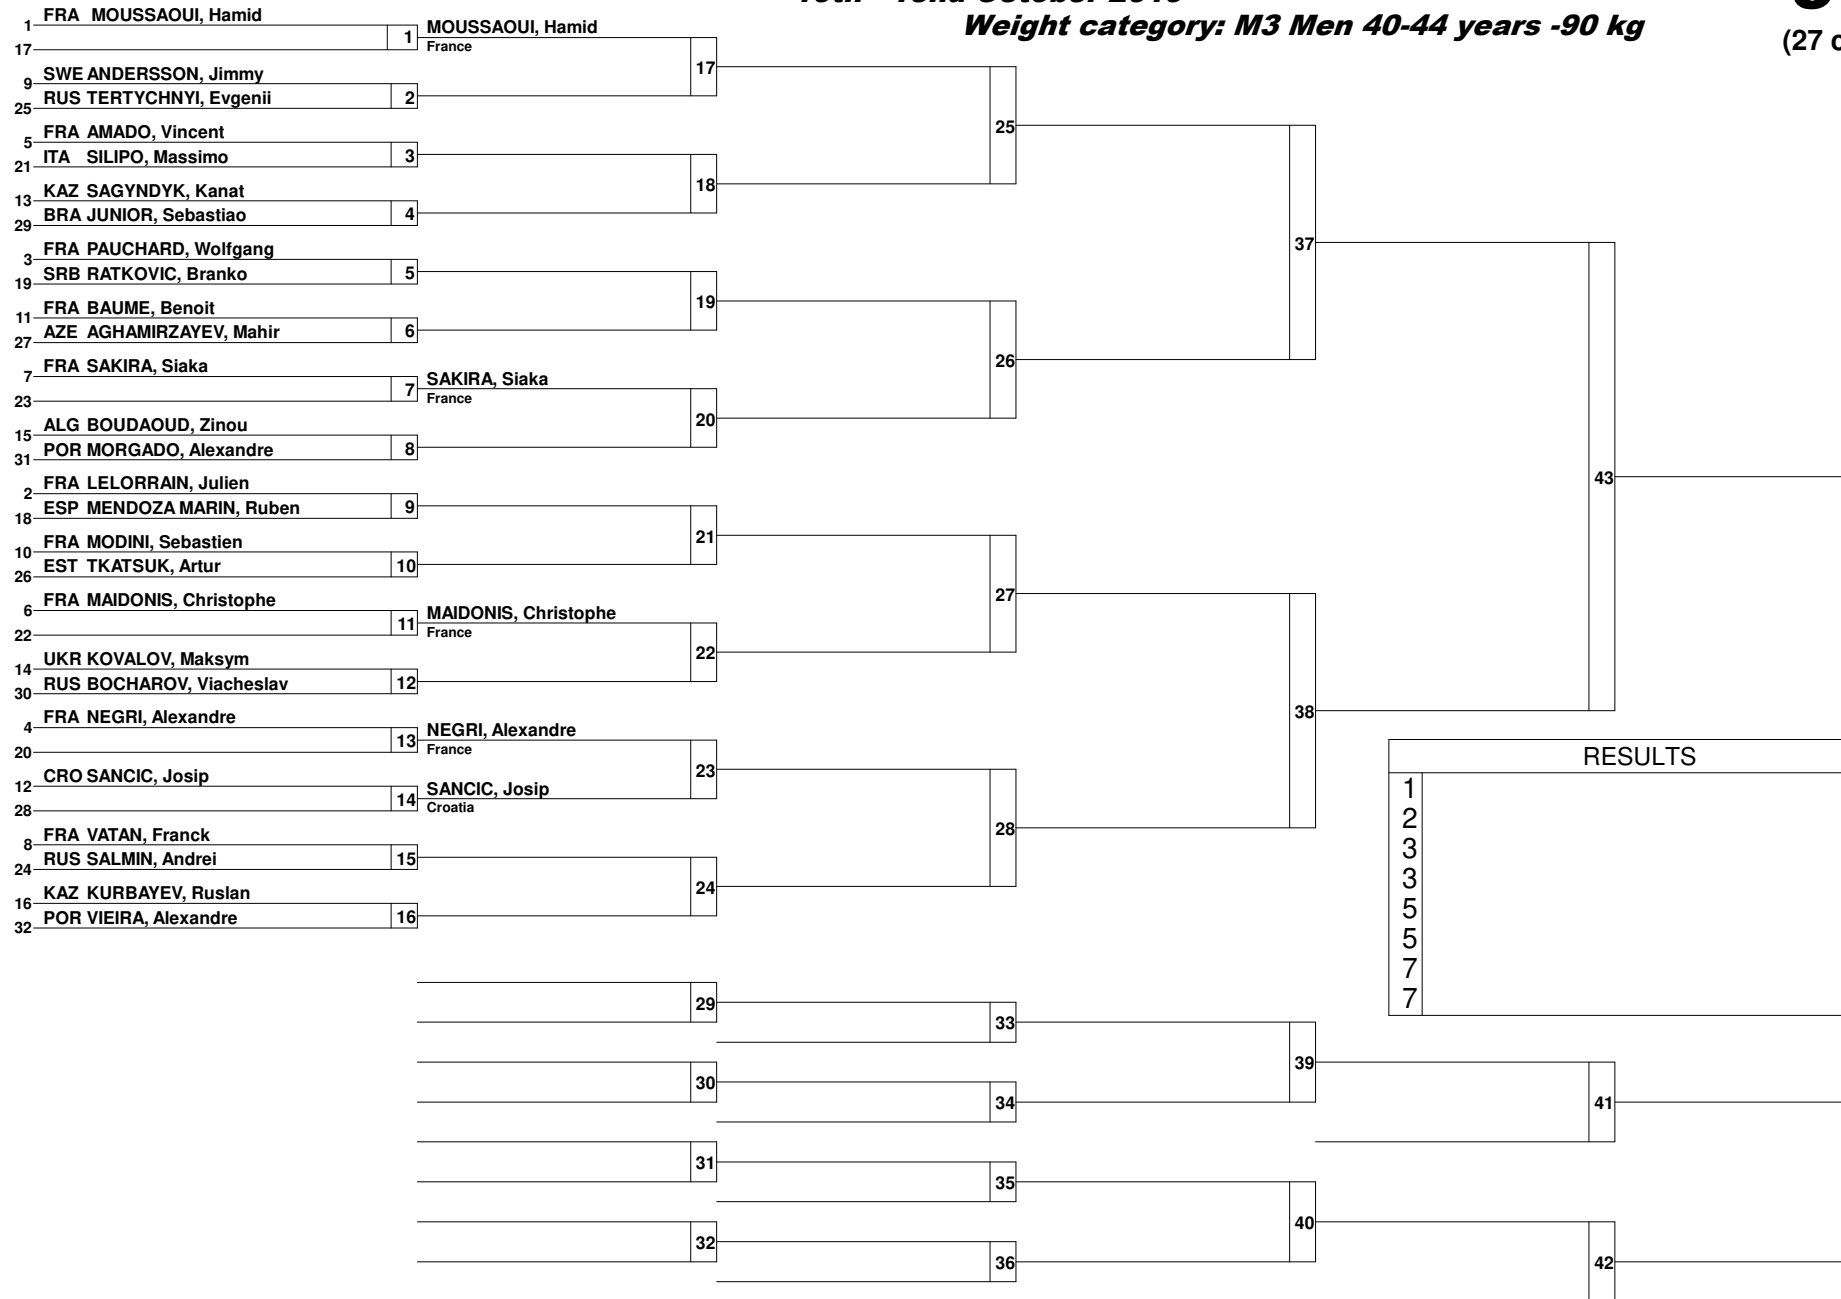 Weight category: M3 Men 40-44 years -90 kg
(27 c
1 FRA MOUSSAOUI, Hamid
17
1 MOUSSAOUI, Hamid
France
9 SWE ANDERSSON, Jimmy
25 RUS TERTYCHNYI, Evgenii
2
17
5 FRA AMADO, Vincent
21 ITA SILIPO, Massimo
3
25
13 KAZ SAGYNDYK, Kanat
29 BRA JUNIOR, Sebastiao
4
18
3 FRA PAUCHARD, Wolfgang
19 SRB RATKOVIC, Branko
5
37
11 FRA BAUME, Benoit
27 AZE AGHAMIRZAYEV, Mahir
6
19
7 FRA SAKIRA, Siaka
23
7 SAKIRA, Siaka
France
26
15 ALG BOUDAOUD, Zinou
31 POR MORGADO, Alexandre
8
20
2 FRA LELORRAIN, Julien
18 ESP MENDOZA MARIN, Ruben
9
43
10 FRA MODINI, Sebastien
26 EST TKATSUK, Artur
10
21
6 FRA MAIDONIS, Christophe
22
11 MAIDONIS, Christophe
France
27
14 UKR KOVALOV, Maksym
30 RUS BOCHAROV, Viacheslav
12
22
4 FRA NEGRI, Alexandre
20
13 NEGRI, Alexandre
France
38
12 CRO SANCIC, Josip
28
14 SANCIC, Josip
Croatia
23
8 FRA VATAN, Franck
24 RUS SALMIN, Andrei
15
28
16 KAZ KURBAYEV, Ruslan
32 POR VIEIRA, Alexandre
16
24
RESULTS
1
2
3
3
5
5
7
7
29
33
30
39
34
41
31
35
32
40
36
42